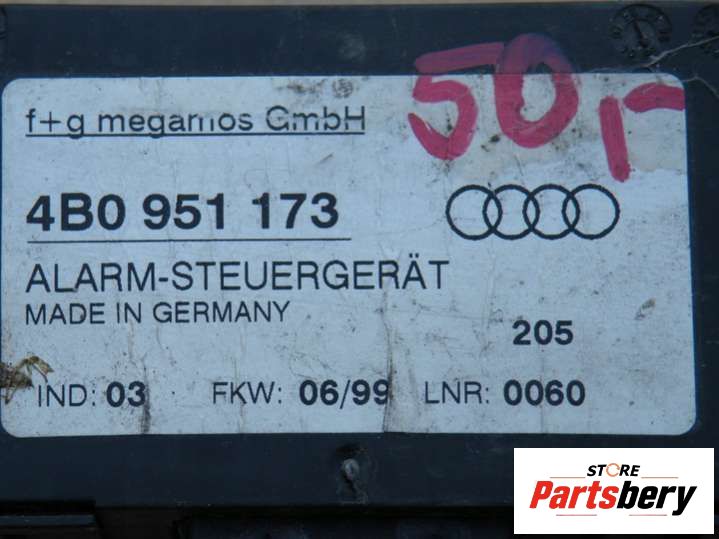 50,-
f+g megamos GmbH
4B0 951 173
ALARM-STEUERGERÄT
MADE IN GERMANY
205
IND: 03 FKW: 06/99 LNR: 0060
STORE
Partsbery